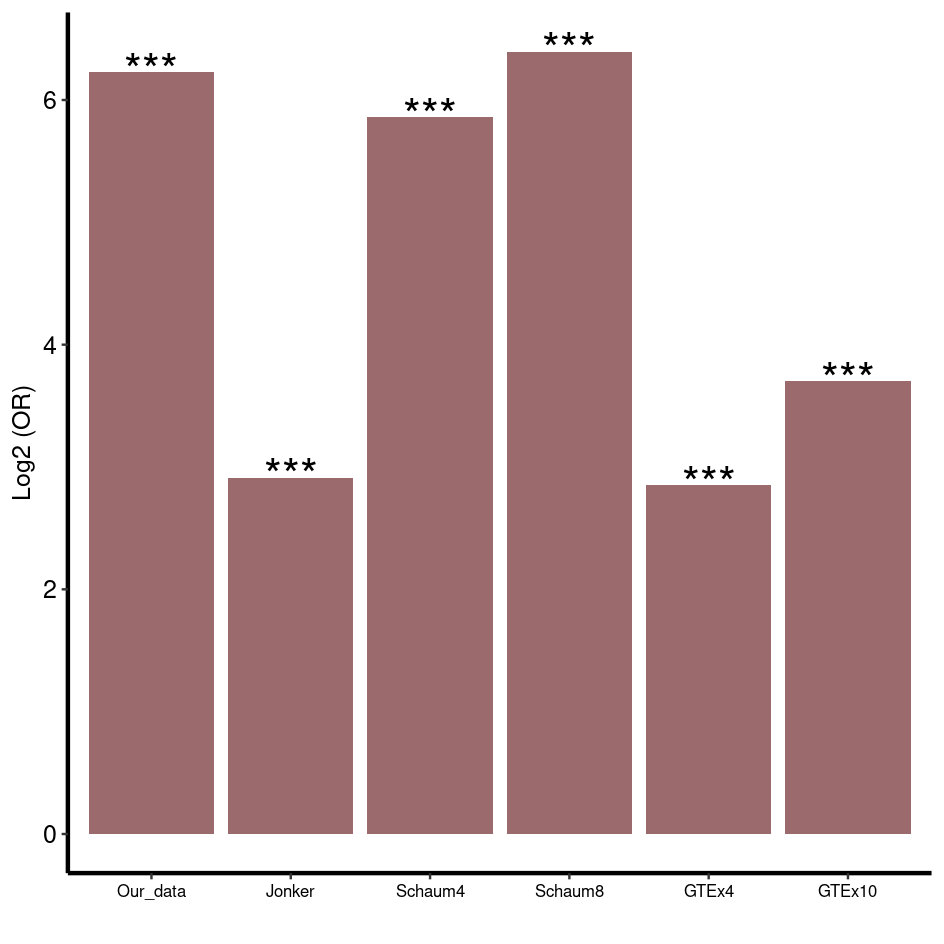 Log2 (OR)
6
4
2
0
***
***
***
***
***
***
Our_data
Jonker
Schaum4
Schaum8
GTEx4
GTEx10